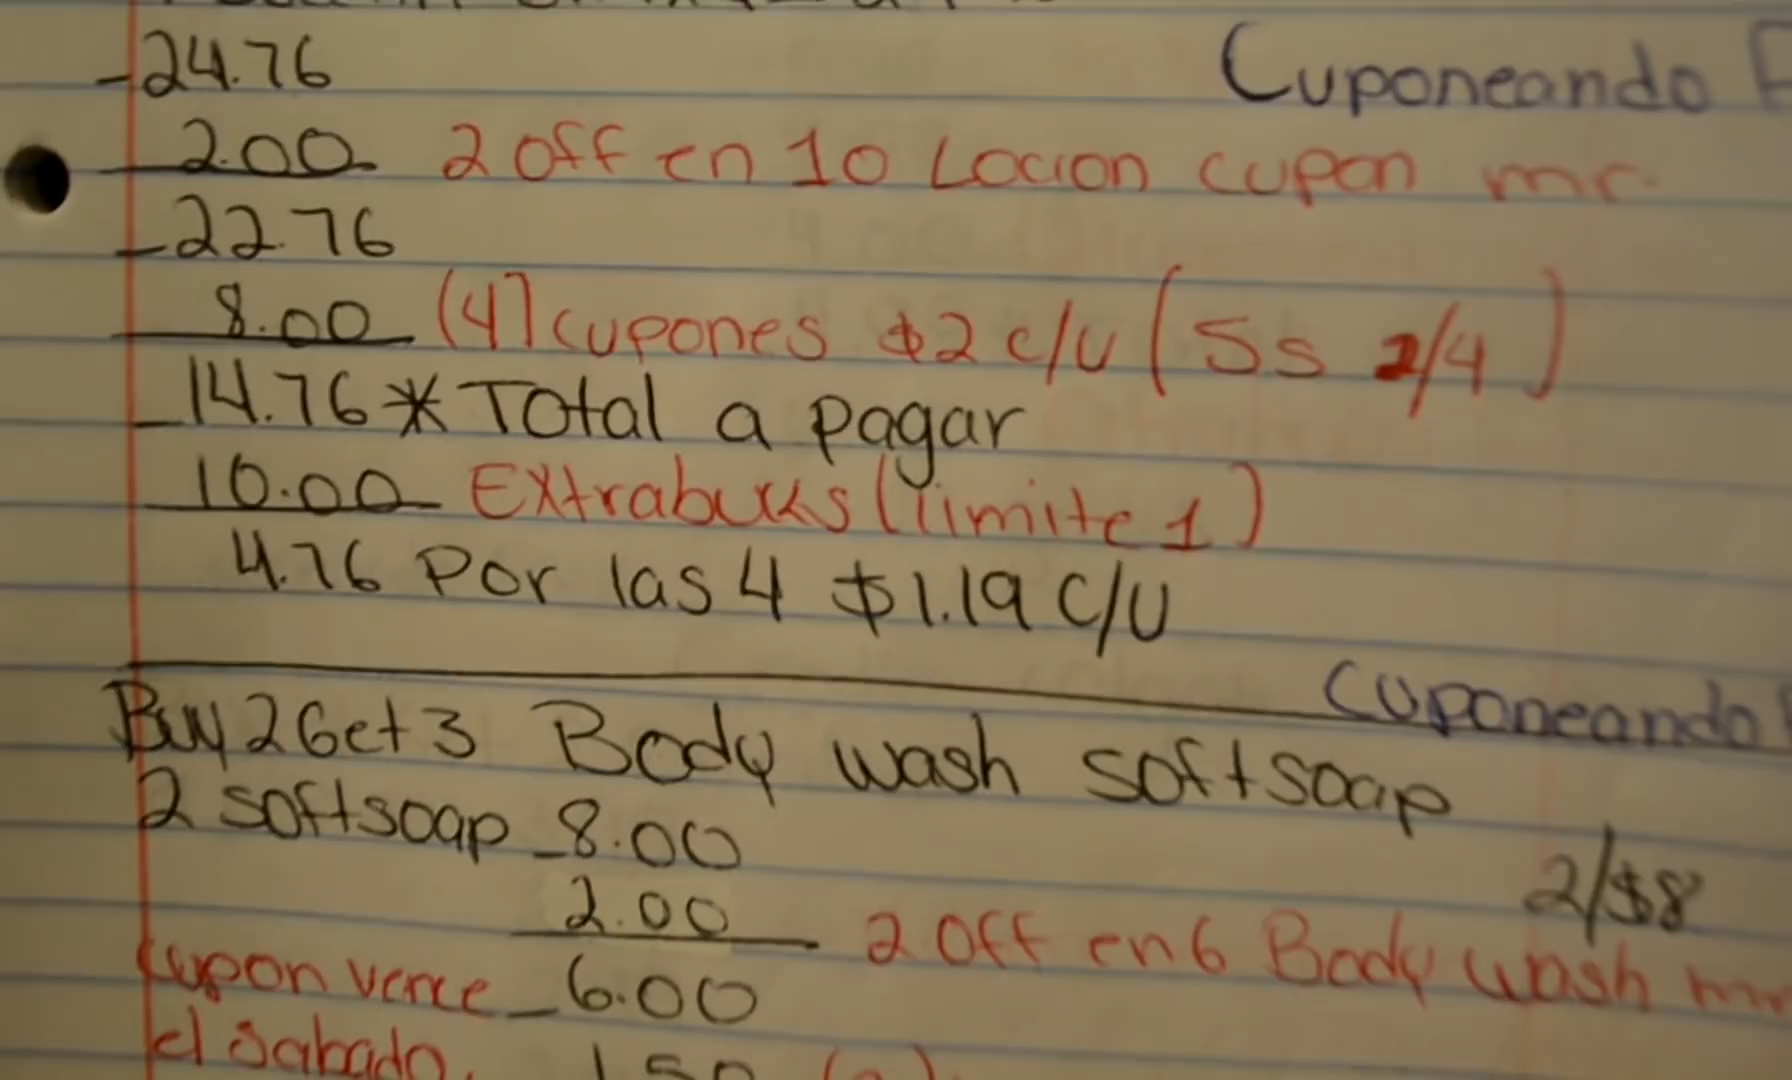 -24.76
Cuponeando
2.00 2 off en 10 Locion cupon mr.
-22.76
8.00 (4) cupones $2 c/u (Ss 2/4)
-14.76 * Total a pagar
10.00 Extrabucks (limite 1)
4.76 Por las 4 $1.19 c/u
Cuponeando
Buy 2 Get 3 Body wash softsoap
2 softsoap -8.00
2/$8
2.00 2 off en 6 Body wash mr
cupon vence -6.00
el sabado.